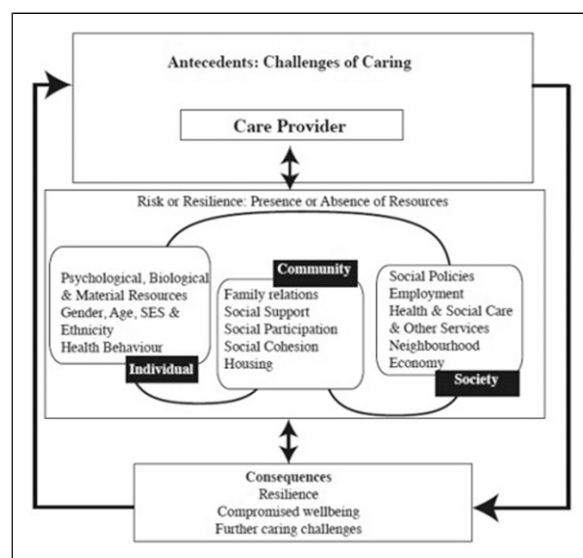 Antecedents: Challenges of Caring
Care Provider
Risk or Resilience: Presence or Absence of Resources
Psychological, Biological
& Material Resources
Gender, Age, SES &
Ethnicity
Health Behaviour
Individual
Community
Family relations
Social Support
Social Participation
Social Cohesion
Housing
Social Policies
Employment
Health & Social Care
& Other Services
Neighbourhood
Economy
Society
Consequences
Resilience
Compromised wellbeing
Further caring challenges